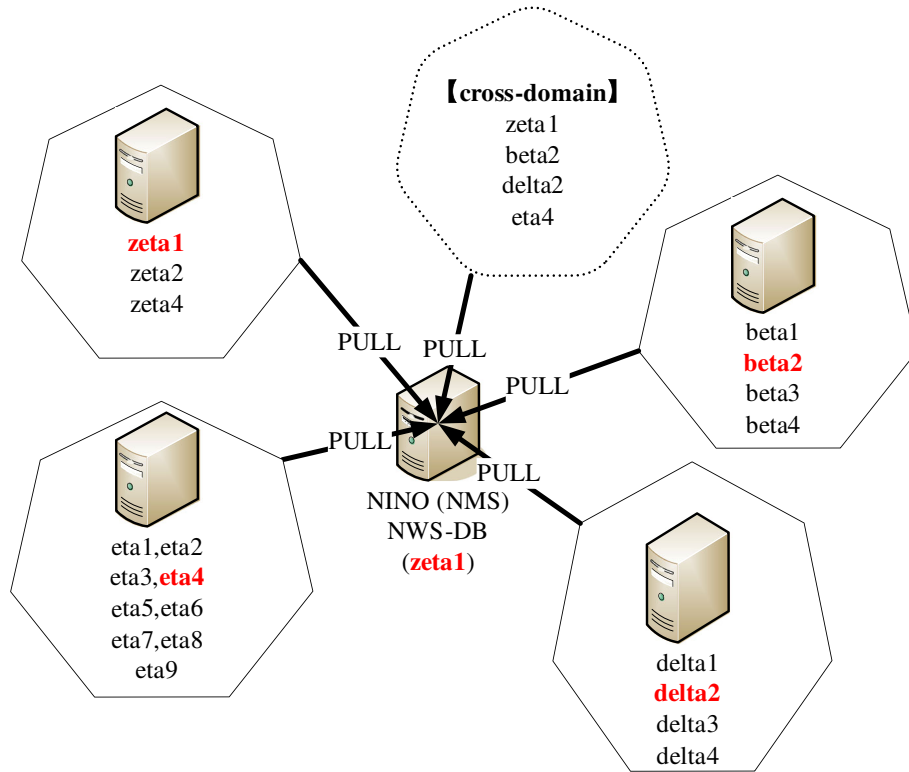 【cross-domain】
zeta1
beta2
delta2
eta4
zeta1
zeta2
zeta4
beta1
beta2
beta3
beta4
PULL
PULL
PULL
PULL
PULL
NINO (NMS)
NWS-DB
(zeta1)
eta1,eta2
eta3,eta4
eta5,eta6
eta7,eta8
eta9
delta1
delta2
delta3
delta4